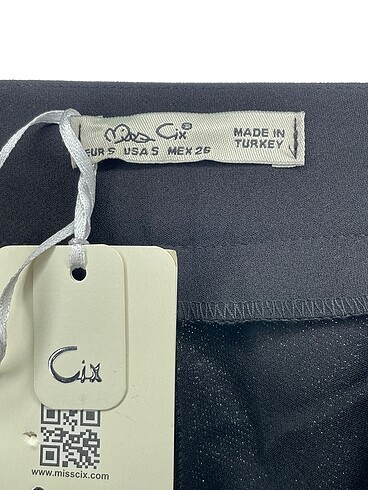 Miss Cix®
MADE IN
TURKEY
EUR S USA S MEX 26
Cix
www.misscix.com